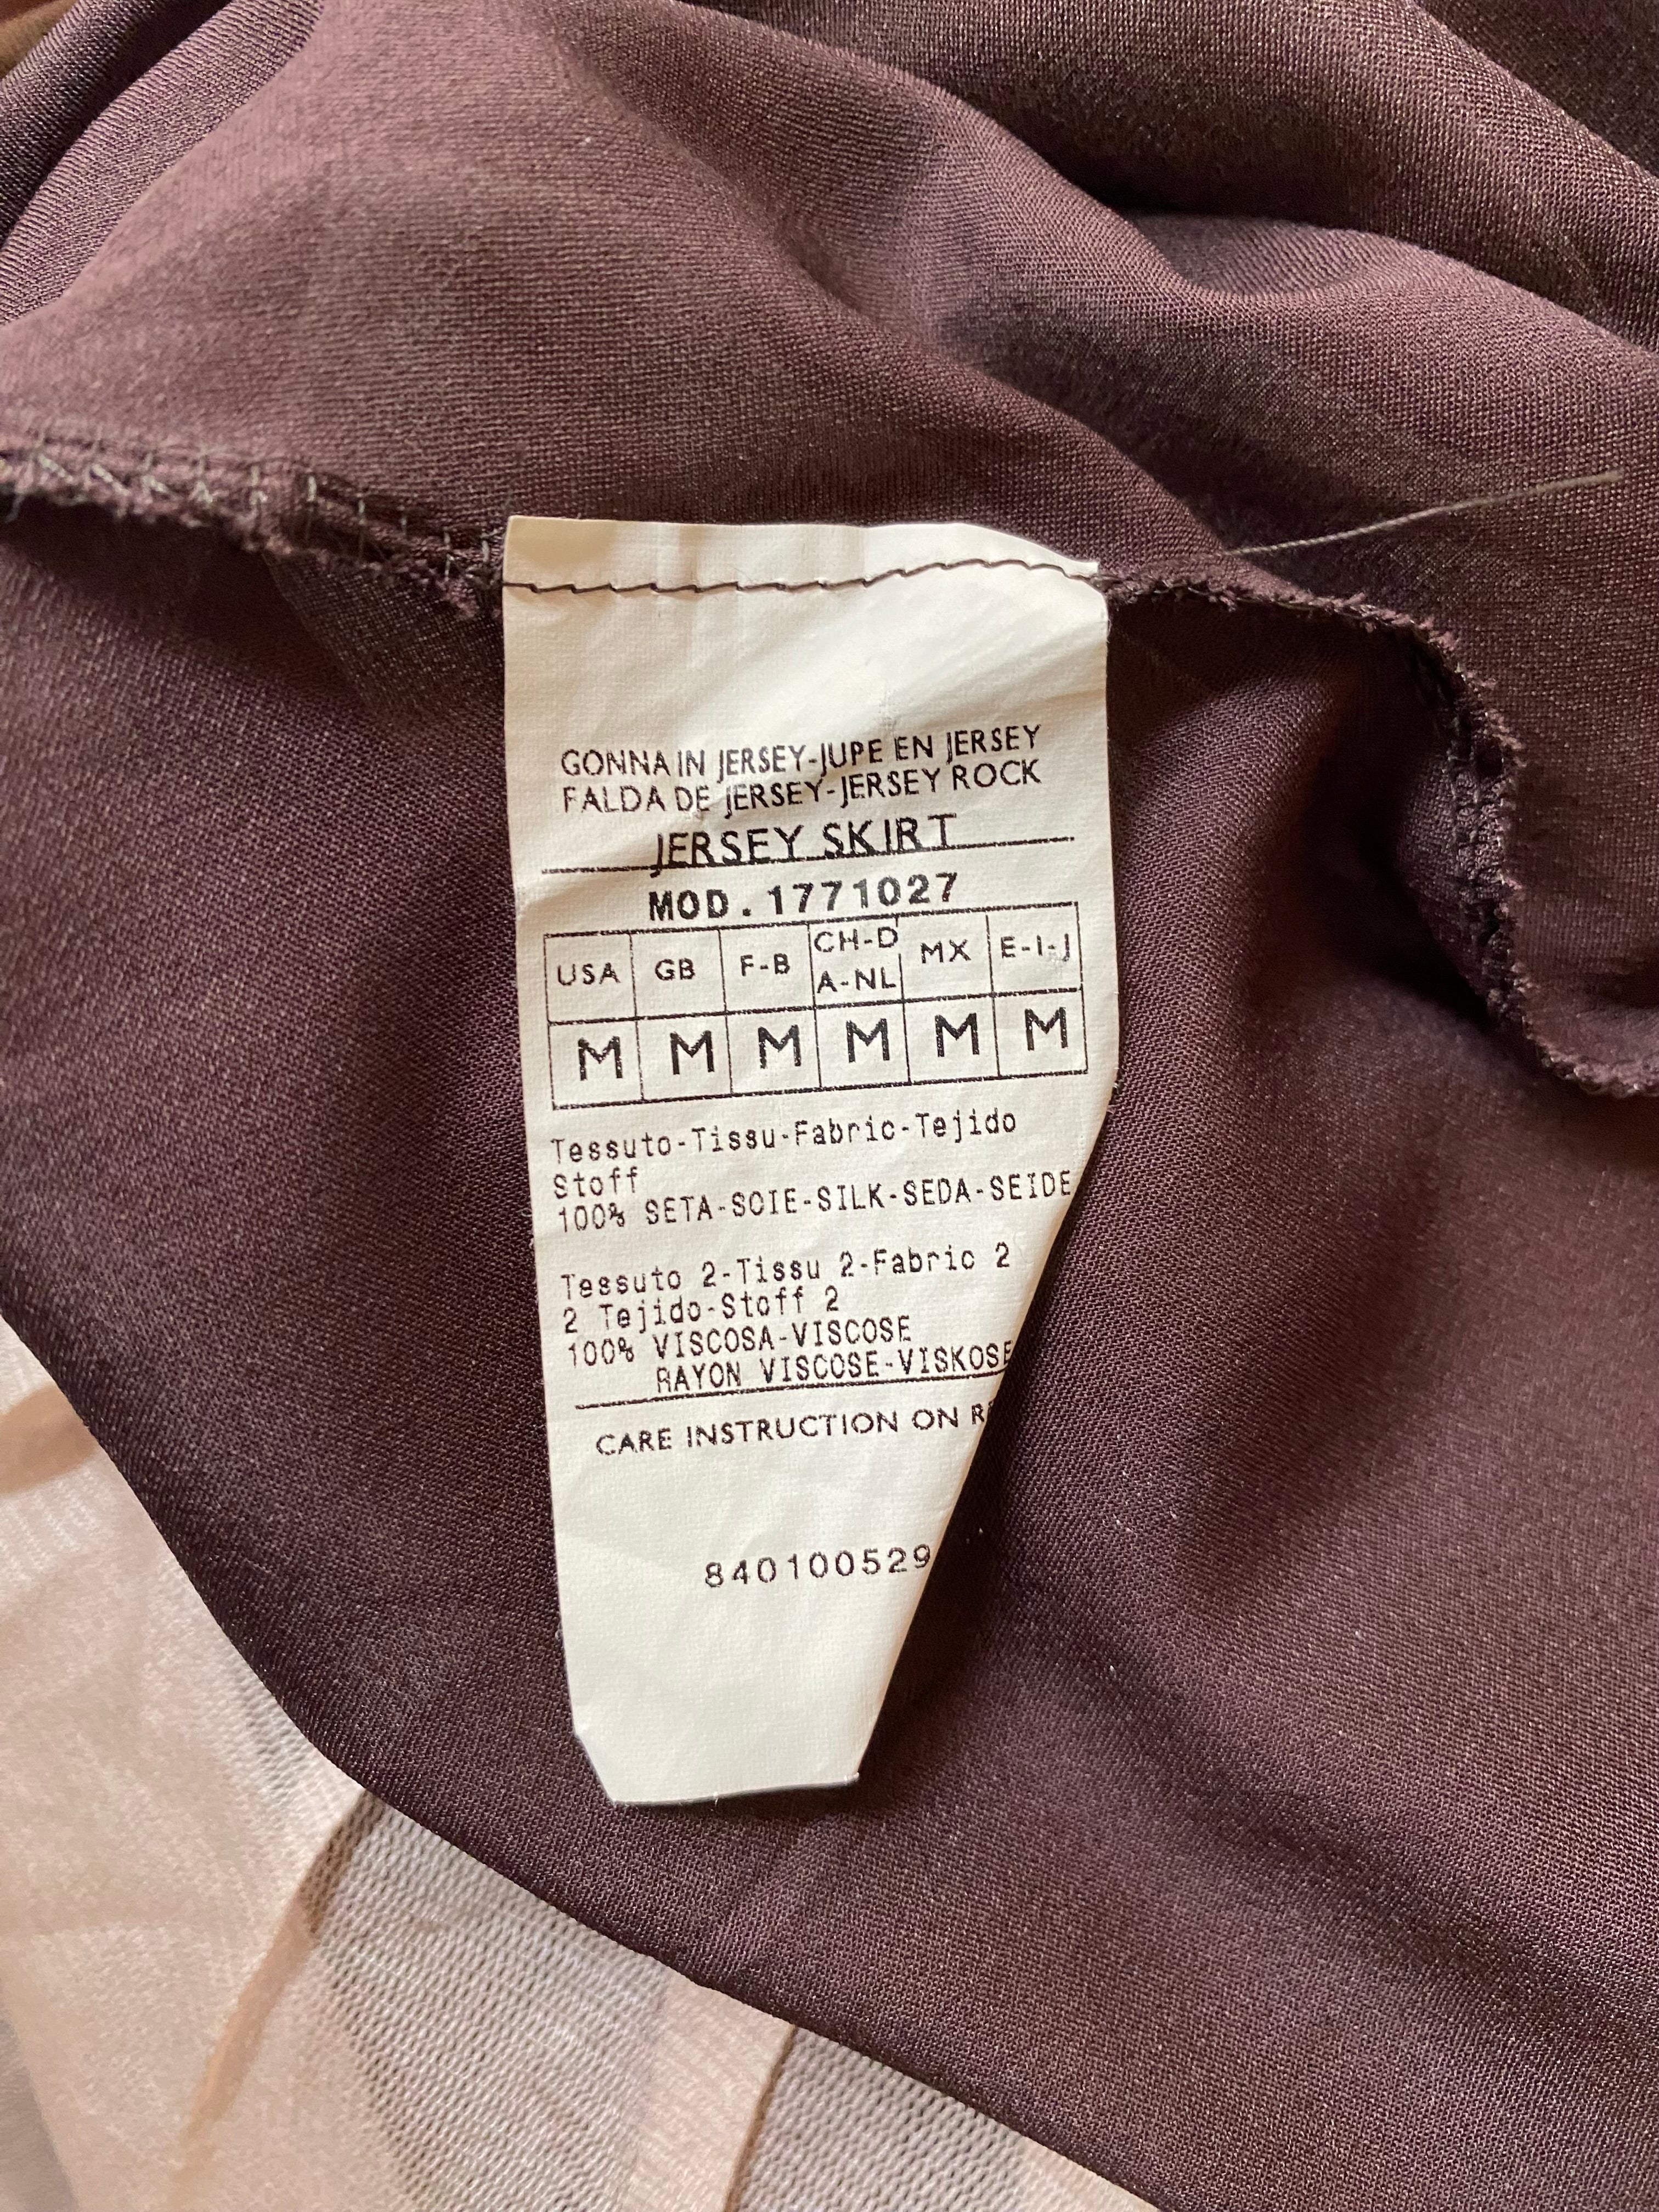 GONNA IN JERSEY-JUPE EN JERSEY
FALDA DE JERSEY-JERSEY ROCK
JERSEY SKIRT
MOD.1771027
USA GB F-B CH-D A-NL MX E-I-J
M M M M M M
Tessuto-Tissu-Fabric-Tejido
Stoff
100% SETA-SOIE-SILK-SEDA-SEIDE
Tessuto 2-Tissu 2-Fabric 2
2 Tejido-Stoff 2
100% VISCOSA-VISCOSE
RAYON VISCOSE-VISKOSE
CARE INSTRUCTION ON
840100529